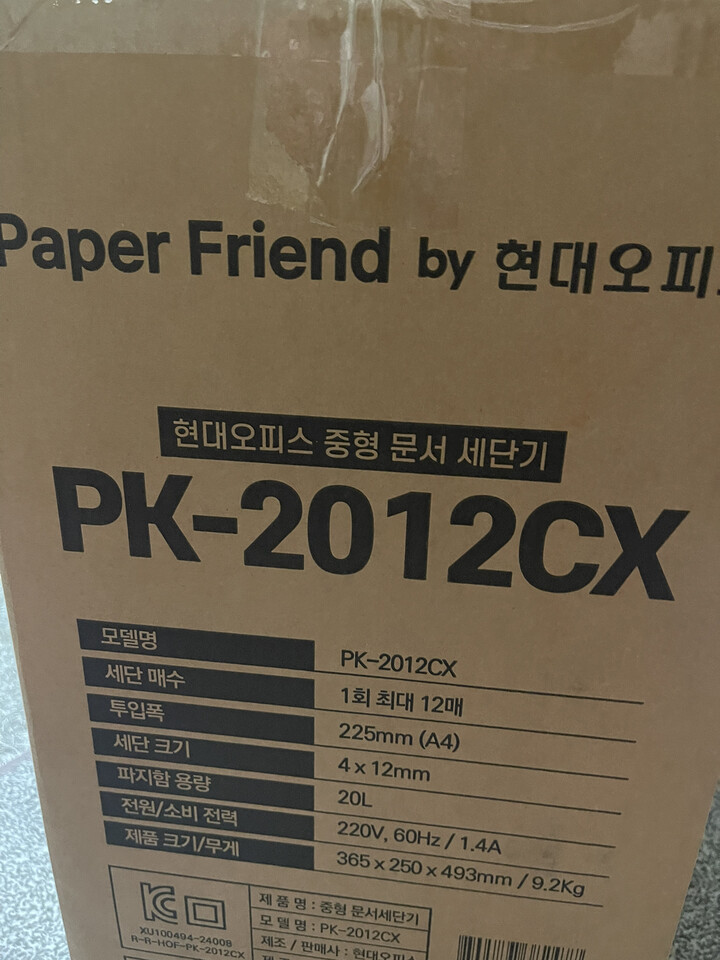 Paper Friend by 현대오피
현대오피스 중형 문서 세단기
PK-2012CX
모델명 PK-2012CX
세단 매수 1회 최대 12매
투입폭 225mm (A4)
세단 크기 4 x 12mm
파지함 용량 20L
전원/소비 전력 220V, 60Hz / 1.4A
제품 크기/무게 365 x 250 x 493mm / 9.2Kg
XU100494-24008
R-R-HOF-PK-2012CX
제 품 명 : 중형 문서세단기
모 델 명 : PK-2012CX
제조 / 판매사 : 현대오피스